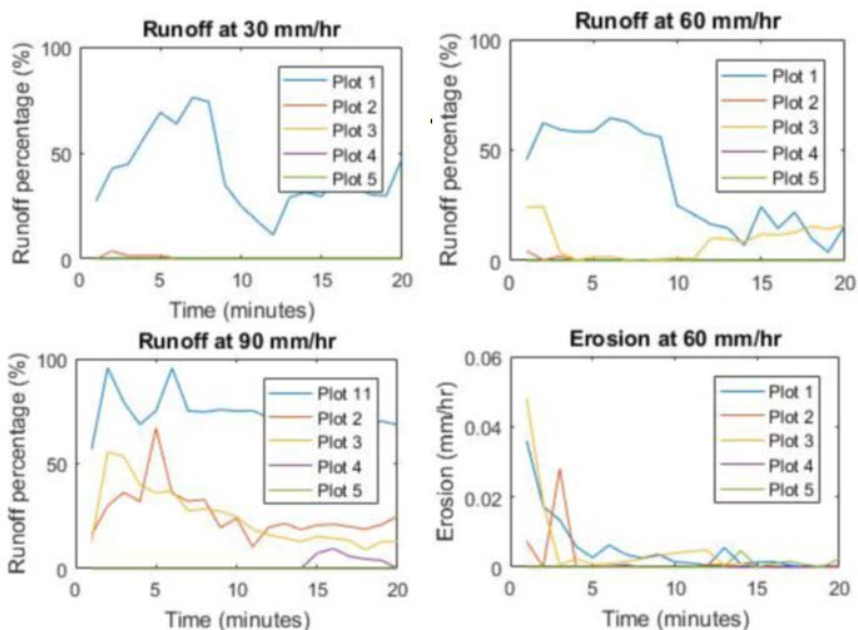 Runoff at 30 mm/hr
Runoff percentage (%)
100
50
0
Plot 1
Plot 2
Plot 3
Plot 4
Plot 5
0 5 10 15 20
Time (minutes)
Runoff at 60 mm/hr
Runoff percentage (%)
100
50
0
Plot 1
Plot 2
Plot 3
Plot 4
Plot 5
0 5 10 15 20
Time (minutes)
Runoff at 90 mm/hr
Runoff percentage (%)
100
50
0
Plot 11
Plot 2
Plot 3
Plot 4
Plot 5
0 5 10 15 20
Time (minutes)
Erosion at 60 mm/hr
Erosion (mm/hr)
0.06
0.04
0.02
0
Plot 1
Plot 2
Plot 3
Plot 4
Plot 5
0 5 10 15 20
Time (minutes)